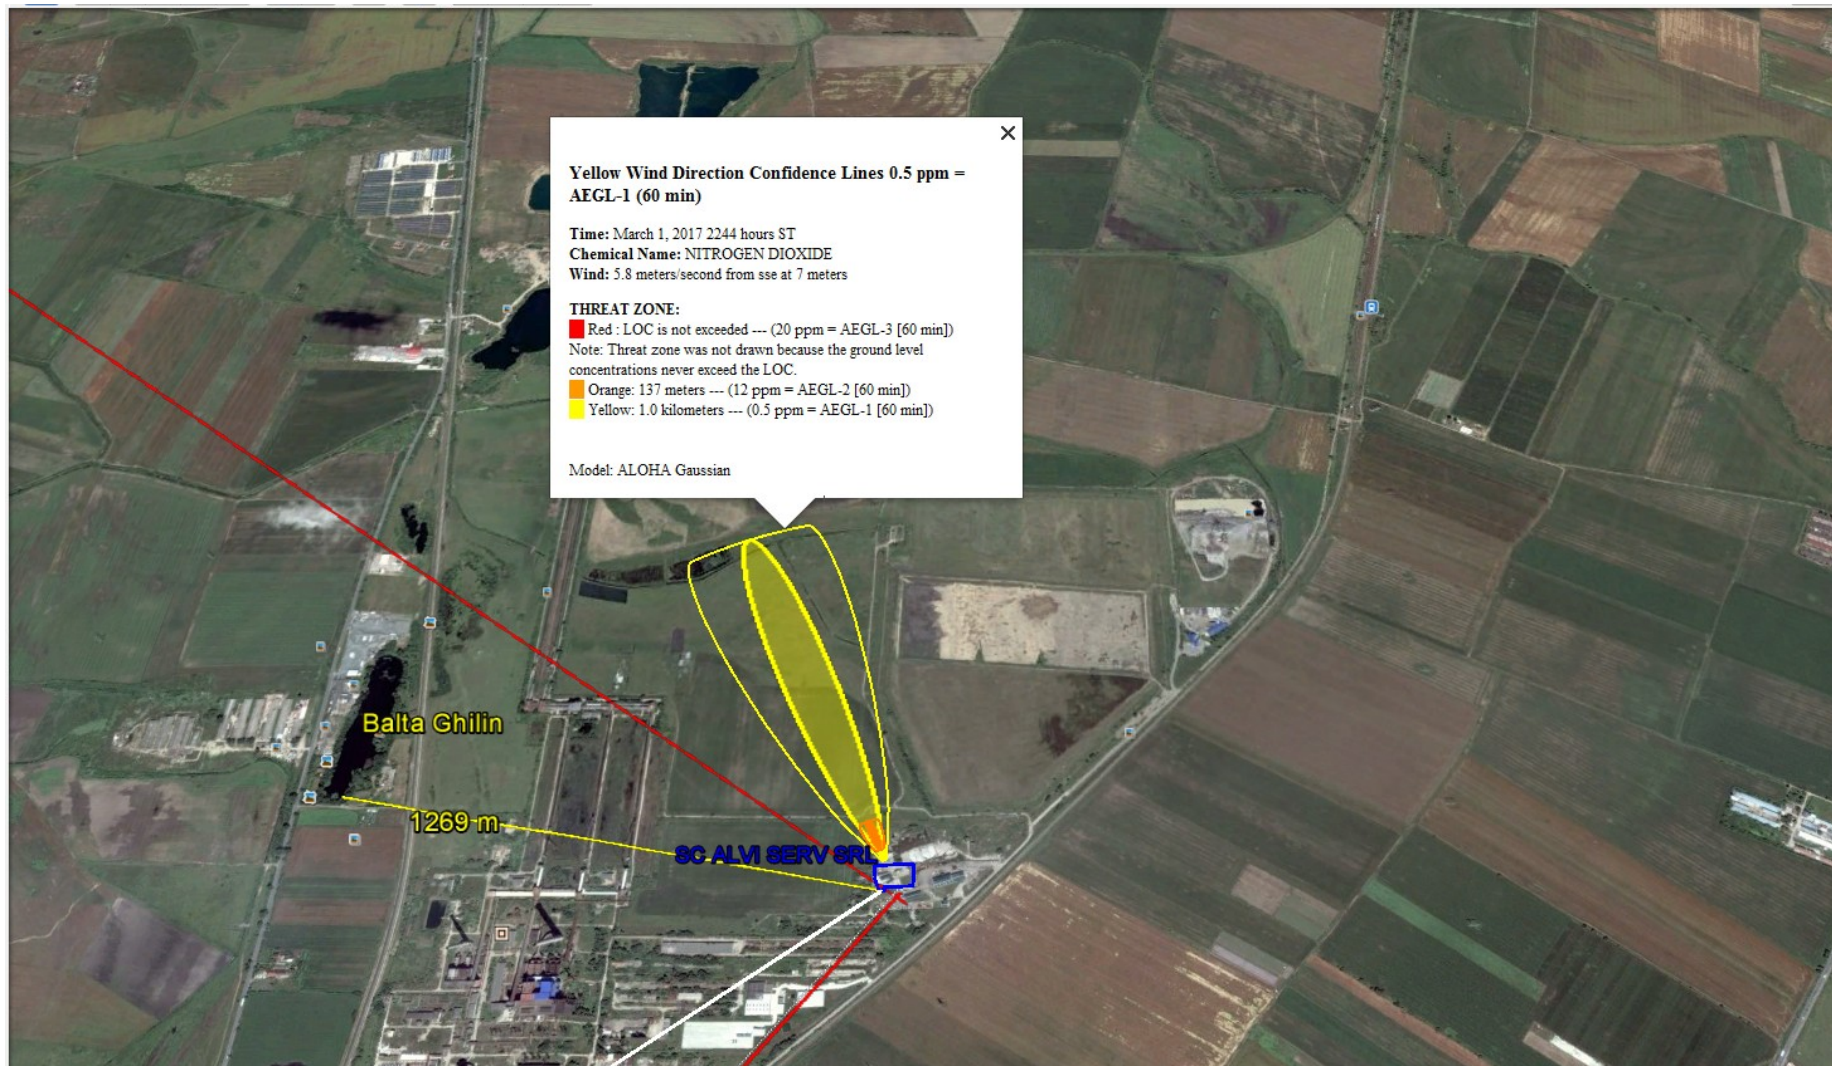 Yellow Wind Direction Confidence Lines 0.5 ppm =
AEGL-1 (60 min)
Time: March 1, 2017 2244 hours ST
Chemical Name: NITROGEN DIOXIDE
Wind: 5.8 meters/second from sse at 7 meters
THREAT ZONE:
Red : LOC is not exceeded --- (20 ppm = AEGL-3 [60 min])
Note: Threat zone was not drawn because the ground level
concentrations never exceed the LOC.
Orange: 137 meters --- (12 ppm = AEGL-2 [60 min])
Yellow: 1.0 kilometers --- (0.5 ppm = AEGL-1 [60 min])
Model: ALOHA Gaussian
Balta Ghilin
1269 m
SC ALVI SERV SRL